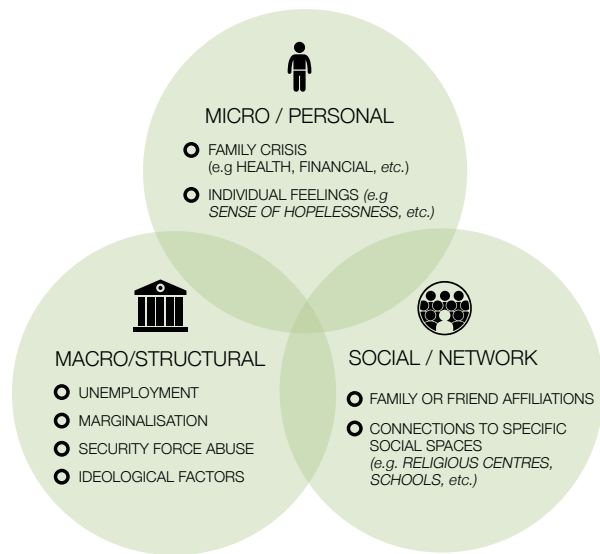 MICRO / PERSONAL
FAMILY CRISIS
(e.g HEALTH, FINANCIAL, etc.)
INDIVIDUAL FEELINGS (e.g
SENSE OF HOPELESSNESS, etc.)
MACRO/STRUCTURAL
UNEMPLOYMENT
MARGINALISATION
SECURITY FORCE ABUSE
IDEOLOGICAL FACTORS
SOCIAL / NETWORK
FAMILY OR FRIEND AFFILIATIONS
CONNECTIONS TO SPECIFIC
SOCIAL SPACES
(e.g. RELIGIOUS CENTRES,
SCHOOLS, etc.)